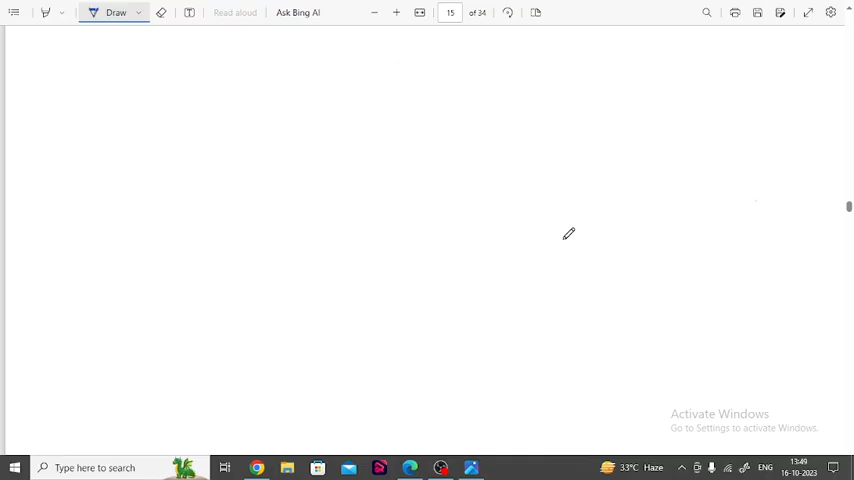 Draw Read aloud Ask Bing AI 15 of 34
Activate Windows
Go to Settings to activate Windows.
Type here to search 33°C Haze ENG 13:49
16-10-2023